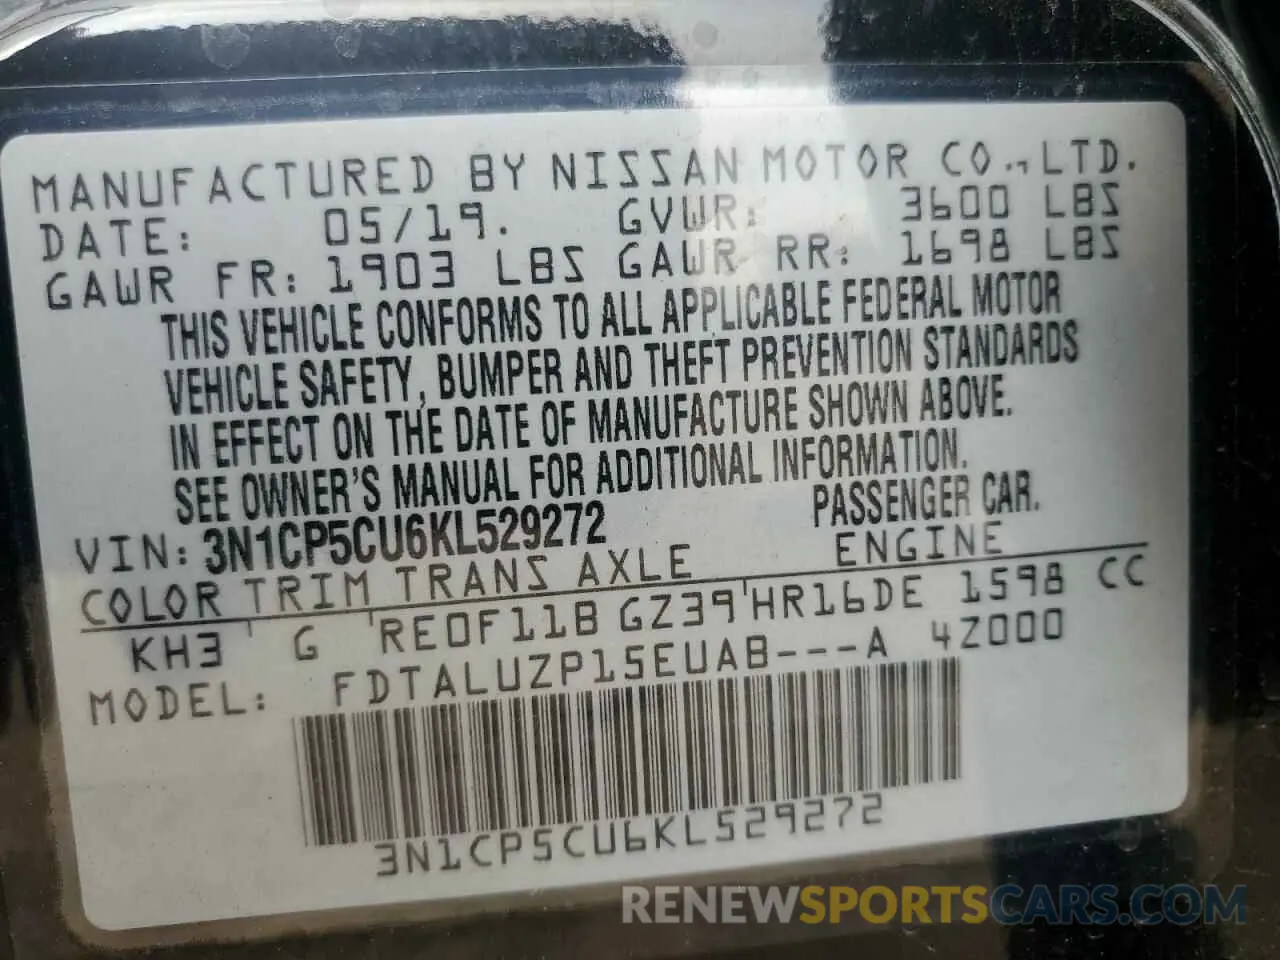 MANUFACTURED BY NISSAN MOTOR CO.,LTD.
DATE: 05/19. GVWR: 3600 LBS
GAWR FR: 1903 LBS GAWR RR: 1698 LBS
THIS VEHICLE CONFORMS TO ALL APPLICABLE FEDERAL MOTOR
VEHICLE SAFETY, BUMPER AND THEFT PREVENTION STANDARDS
IN EFFECT ON THE DATE OF MANUFACTURE SHOWN ABOVE.
SEE OWNER'S MANUAL FOR ADDITIONAL INFORMATION.
VIN: 3N1CP5CU6KL529272 PASSENGER CAR.
COLOR TRIM TRANS AXLE ENGINE
KH3 G RE0F11B GZ39 HR16DE 1598 CC
MODEL: FDTALUZP15EUAB---A 4Z000
3N1CP5CU6KL529272
RENEWSPORTSCARS.COM